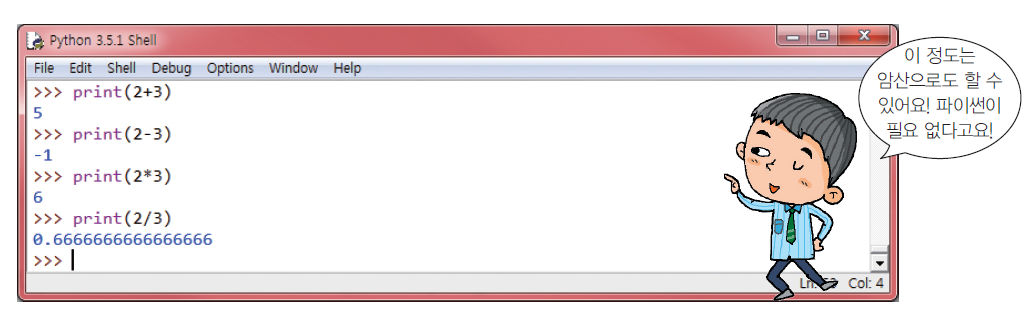 Python 3.5.1 Shell
File Edit Shell Debug Options Window Help
>>> print(2+3)
5
>>> print(2-3)
-1
>>> print(2*3)
6
>>> print(2/3)
0.6666666666666666
>>>
Col: 4
이 정도는
암산으로도 할 수
있어요! 파이썬이
필요 없다고요!